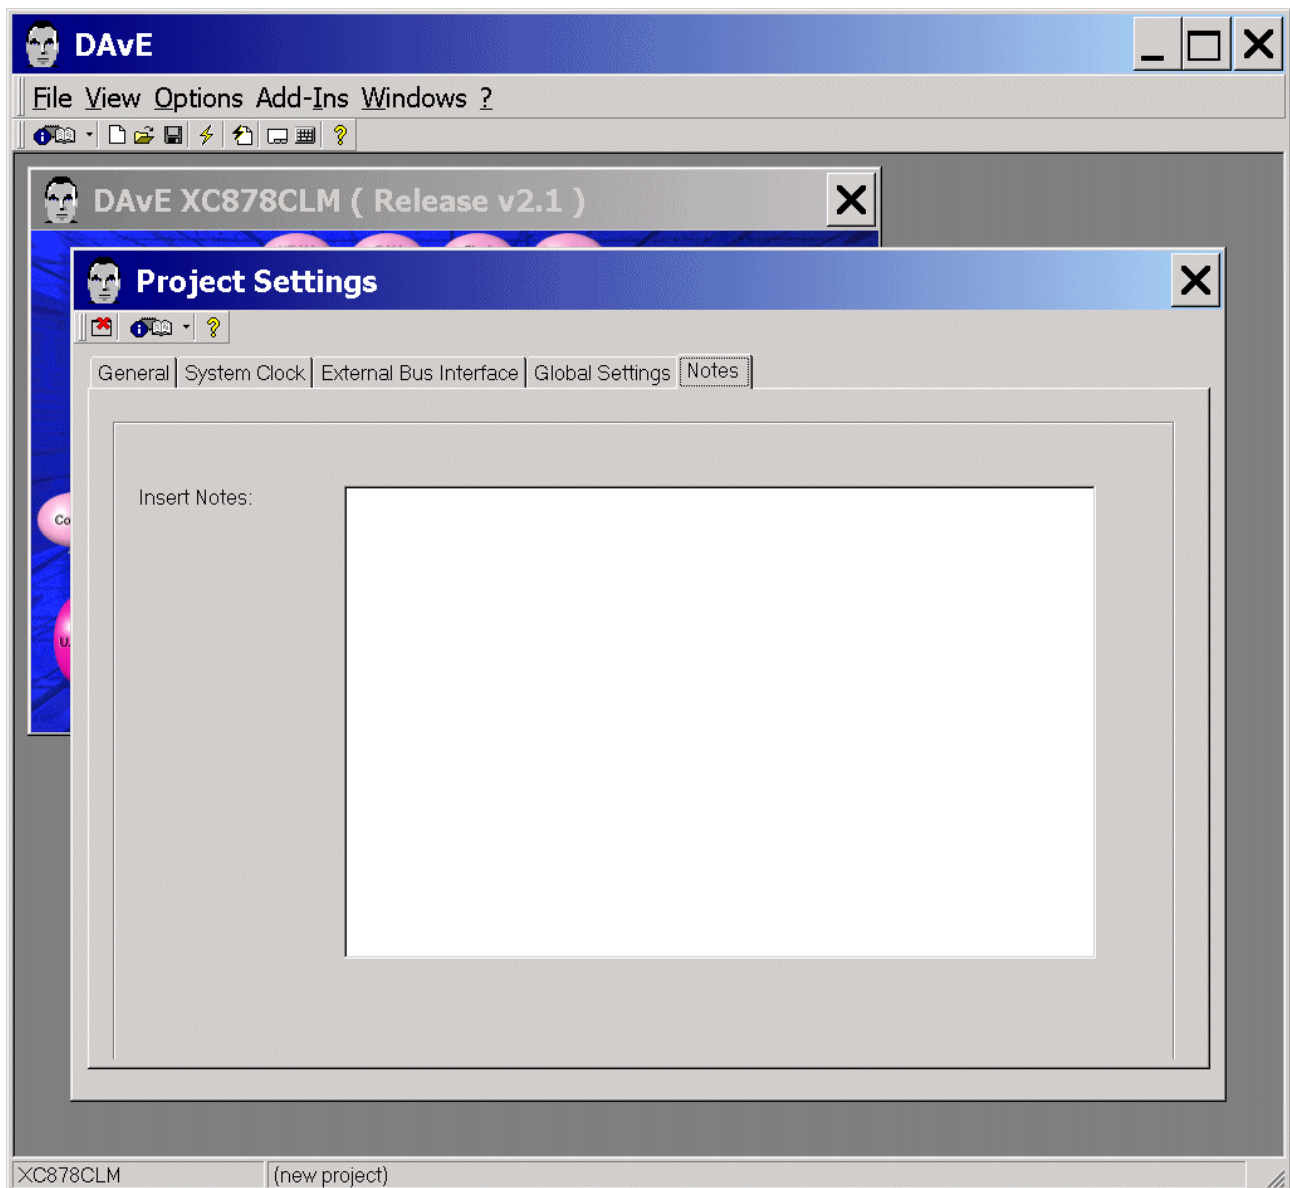 DAvE
File View Options Add-Ins Windows ?
DAvE XC878CLM ( Release v2.1 )
Project Settings
General System Clock External Bus Interface Global Settings Notes
Insert Notes:
Co
U
XC878CLM (new project)